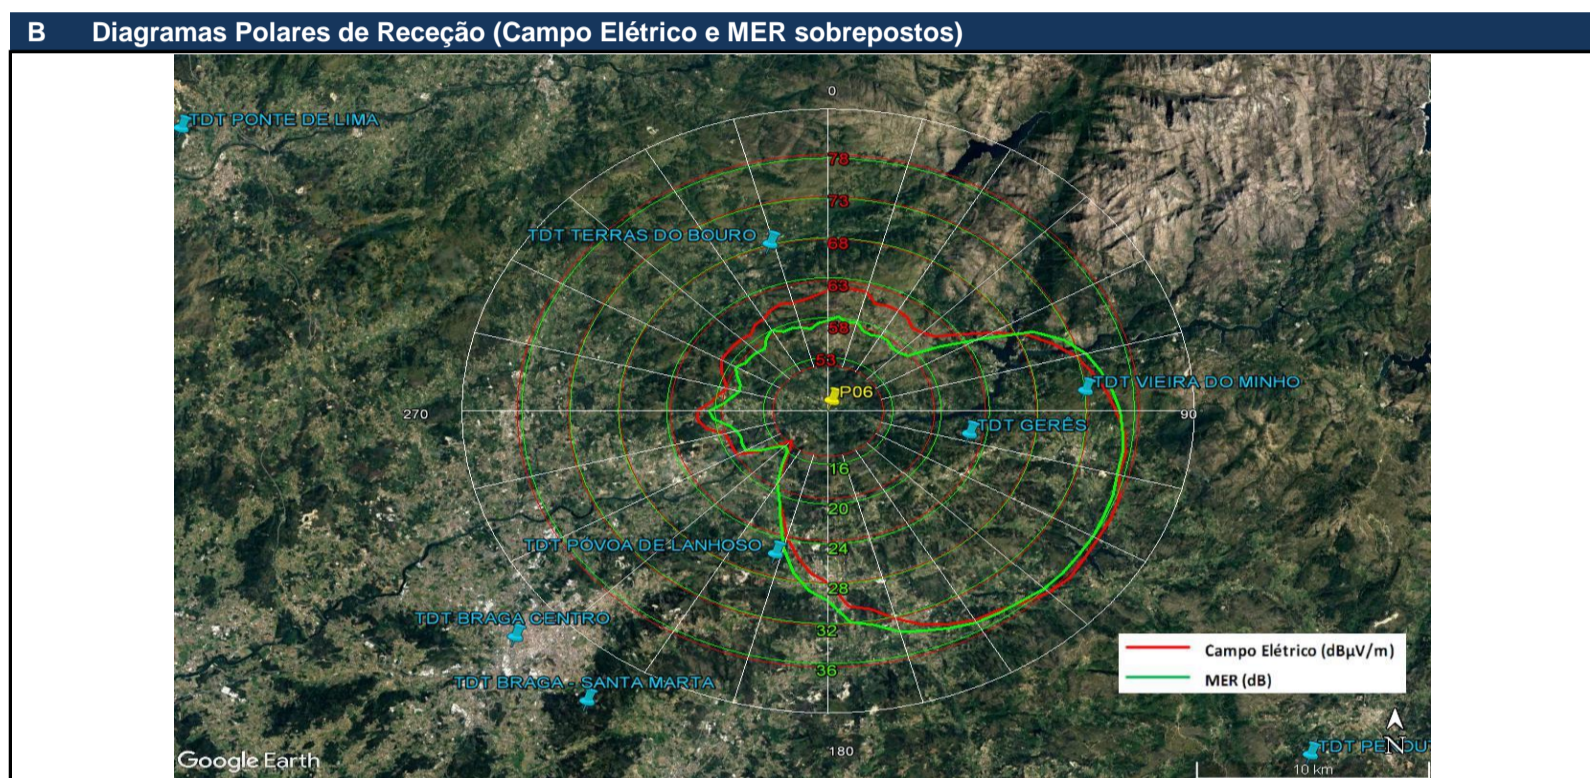 B Diagramas Polares de Receção (Campo Elétrico e MER sobrepostos)
0
TDT PONTE DE LIMA
78
73
TDT TERRAS DO BOURO
68
63
58
53
TDT VIEIRA DO MINHO
P06
270
90
TDT GERÊS
16
20
TDT PÓVOA DE LANHOSO
24
28
TDT BRAGA CENTRO
32
Campo Elétrico (dBµV/m)
36
MER (dB)
TDT BRAGA - SANTA MARTA
N
180
Google Earth
10 km